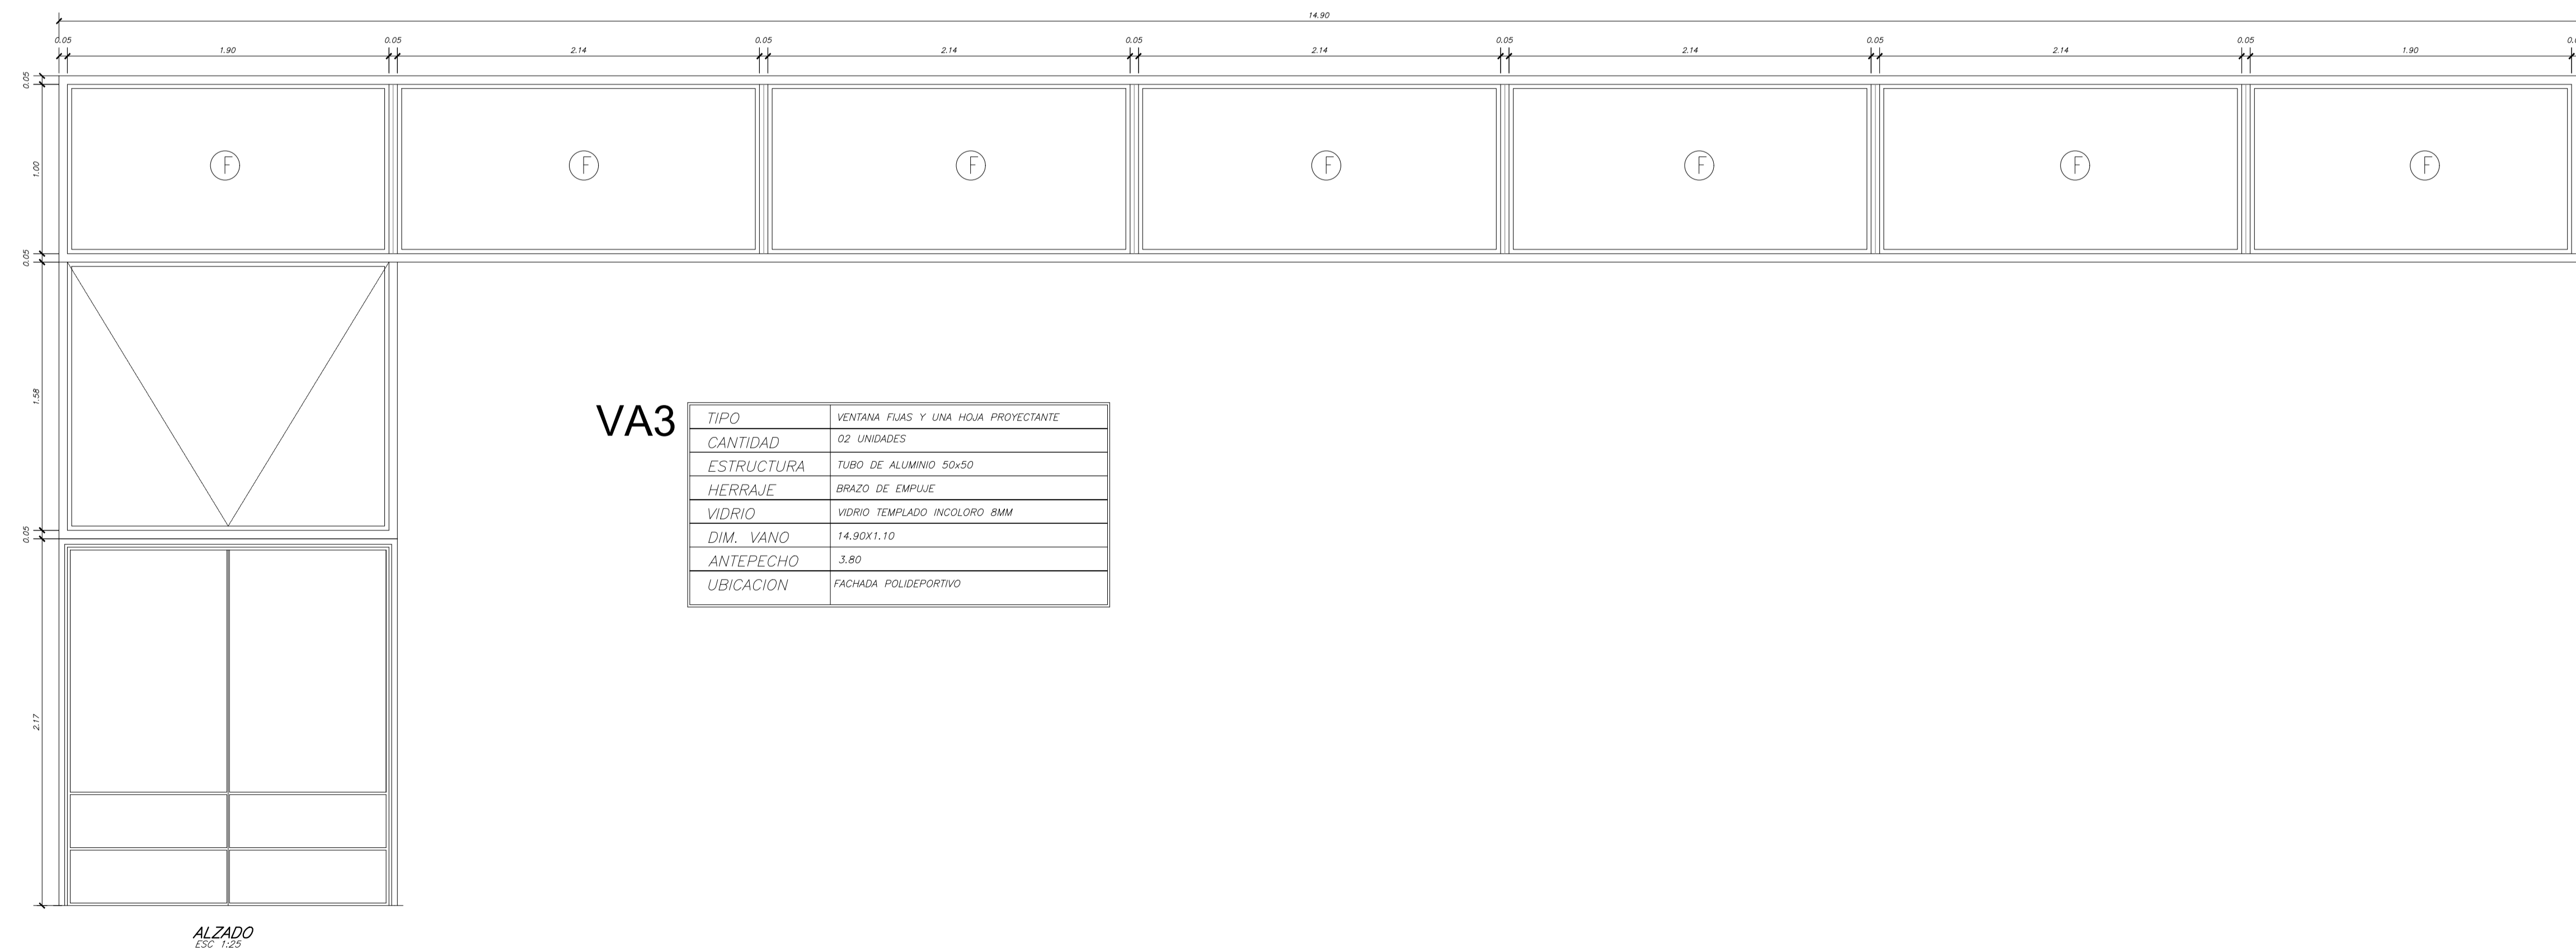 14.90
0.05 0.05 0.05 0.05 0.05 0.05 0.05
1.90 2.14 2.14 2.14 2.14 2.14 1.90
0.05
1.00
F F F F F F F
0.05
1.58
0.05
2.17
VA3
TIPO VENTANA FIJAS Y UNA HOJA PROYECTANTE
CANTIDAD 02 UNIDADES
ESTRUCTURA TUBO DE ALUMINIO 50x50
HERRAJE BRAZO DE EMPUJE
VIDRIO VIDRIO TEMPLADO INCOLORO 8MM
DIM. VANO 14.90X1.10
ANTEPECHO 3.80
UBICACION FACHADA POLIDEPORTIVO
ALZADO
ESC 1:25